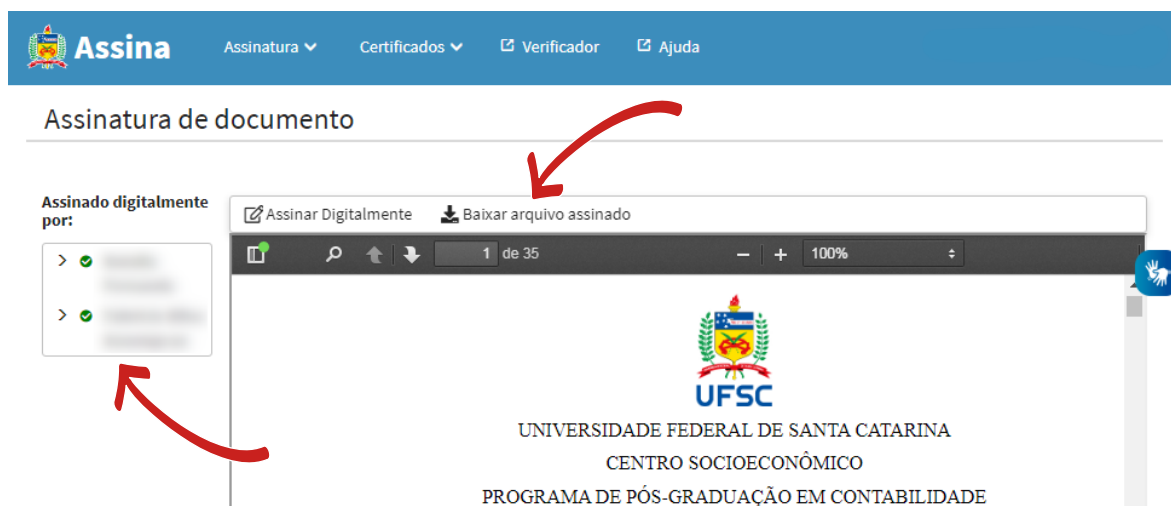 Assina
Assinatura
Certificados
Verificador
Ajuda
Assinatura de documento
Assinado digitalmente
por:
Assinar Digitalmente
Baixar arquivo assinado
1 de 35
100%
UFSC
UNIVERSIDADE FEDERAL DE SANTA CATARINA
CENTRO SOCIOECONÔMICO
PROGRAMA DE PÓS-GRADUAÇÃO EM CONTABILIDADE